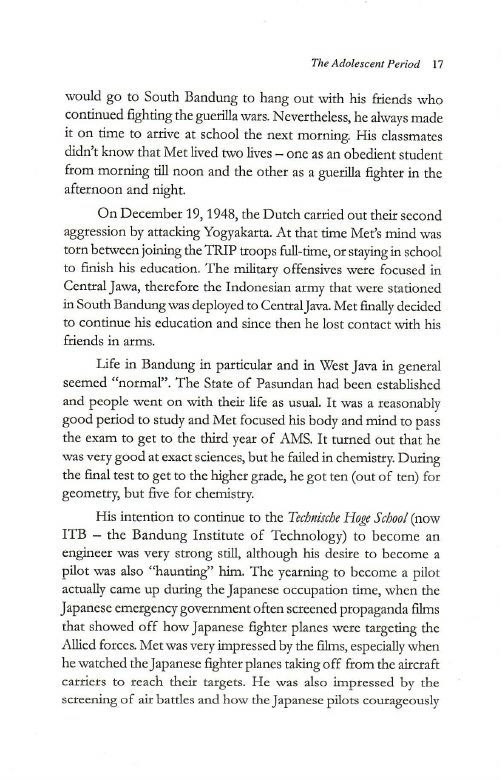 The Adolescent Period 17
would go to South Bandung to hang out with his friends who
continued fighting the guerilla wars. Nevertheless, he always made
it on time to arrive at school the next morning. His classmates
didn't know that Met lived two lives – one as an obedient student
from morning till noon and the other as a guerilla fighter in the
afternoon and night.
On December 19, 1948, the Dutch carried out their second
aggression by attacking Yogyakarta. At that time Met's mind was
torn between joining the TRIP troops full-time, or staying in school
to finish his education. The military offensives were focused in
Central Jawa, therefore the Indonesian army that were stationed
in South Bandung was deployed to Central Java. Met finally decided
to continue his education and since then he lost contact with his
friends in arms.
Life in Bandung in particular and in West Java in general
seemed “normal”. The State of Pasundan had been established
and people went on with their life as usual. It was a reasonably
good period to study and Met focused his body and mind to pass
the exam to get to the third year of AMS. It turned out that he
was very good at exact sciences, but he failed in chemistry. During
the final test to get to the higher grade, he got ten (out of ten) for
geometry, but five for chemistry.
His intention to continue to the Technische Hoge School (now
ITB – the Bandung Institute of Technology) to become an
engineer was very strong still, although his desire to become a
pilot was also “haunting” him. The yearning to become a pilot
actually came up during the Japanese occupation time, when the
Japanese emergency government often screened propaganda films
that showed off how Japanese fighter planes were targeting the
Allied forces. Met was very impressed by the films, especially when
he watched the Japanese fighter planes taking off from the aircraft
carriers to reach their targets. He was also impressed by the
screening of air battles and how the Japanese pilots courageously